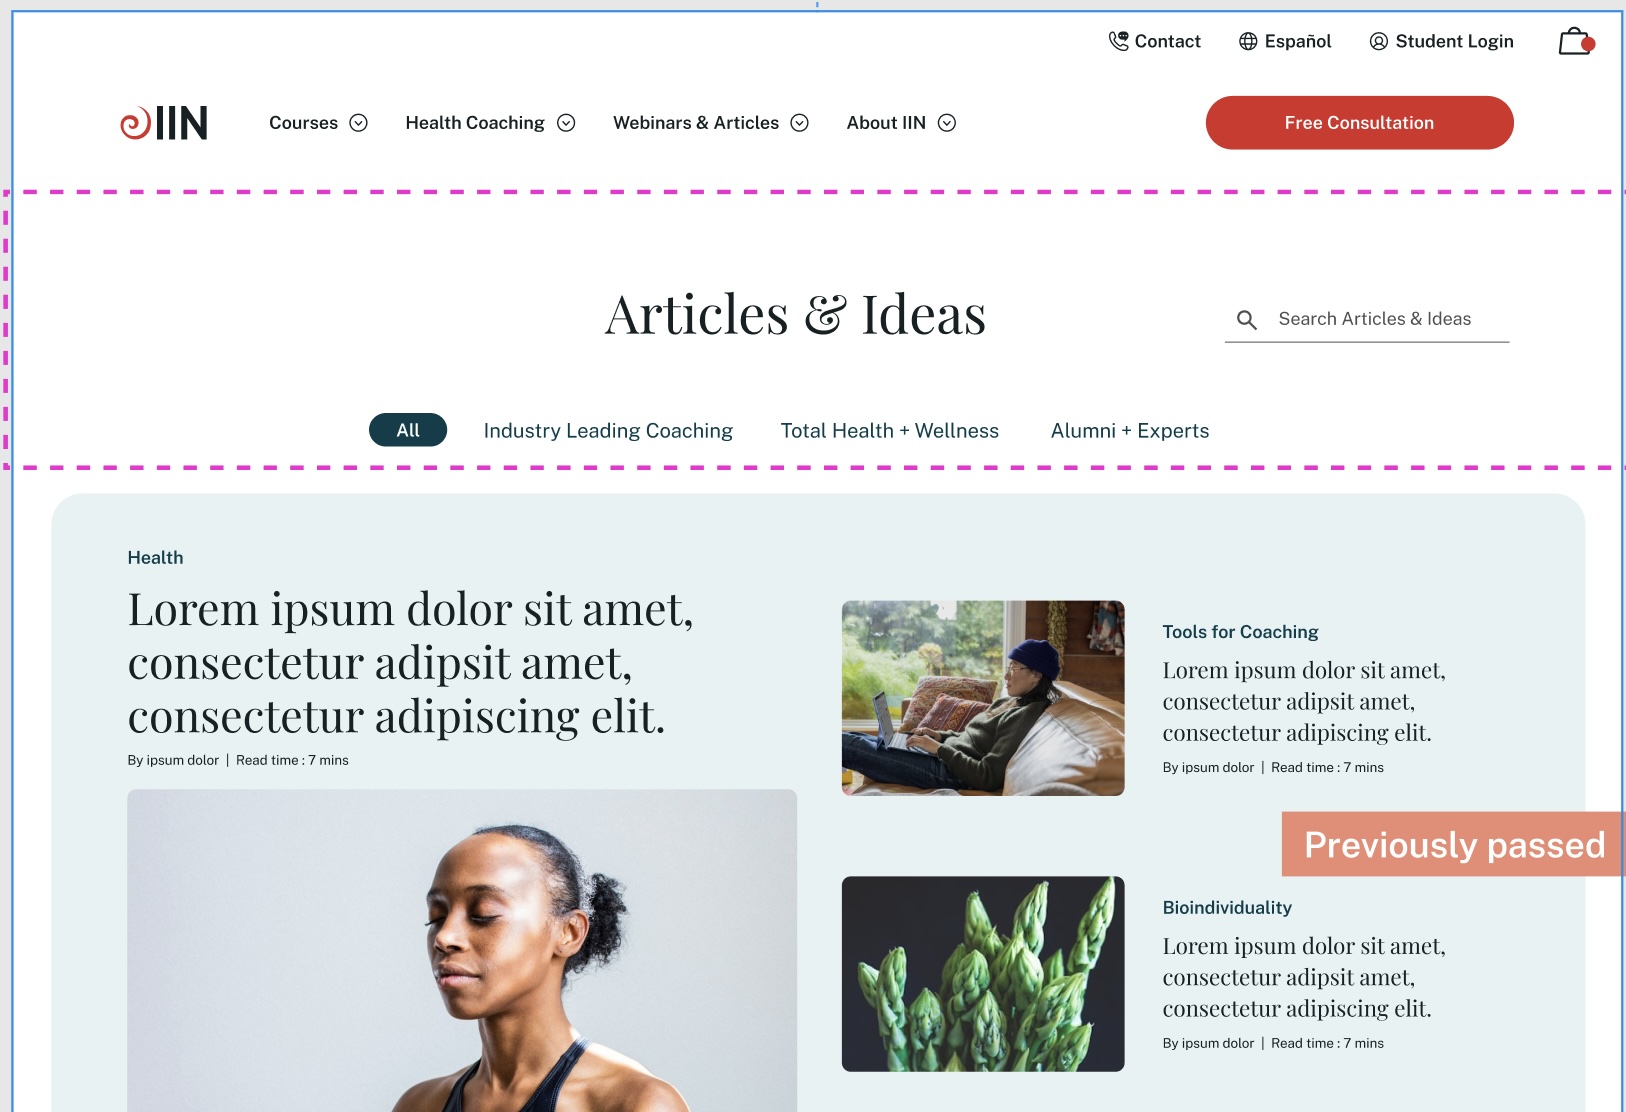 Contact
Español
Student Login
IIN
Courses
Health Coaching
Webinars & Articles
About IIN
Free Consultation
Articles & Ideas
Search Articles & Ideas
All
Industry Leading Coaching
Total Health + Wellness
Alumni + Experts
Health
Lorem ipsum dolor sit amet,
consectetur adipsit amet,
consectetur adipiscing elit.
By ipsum dolor | Read time : 7 mins
Tools for Coaching
Lorem ipsum dolor sit amet,
consectetur adipsit amet,
consectetur adipiscing elit.
By ipsum dolor | Read time : 7 mins
Previously passed
Bioindividuality
Lorem ipsum dolor sit amet,
consectetur adipsit amet,
consectetur adipiscing elit.
By ipsum dolor | Read time : 7 mins